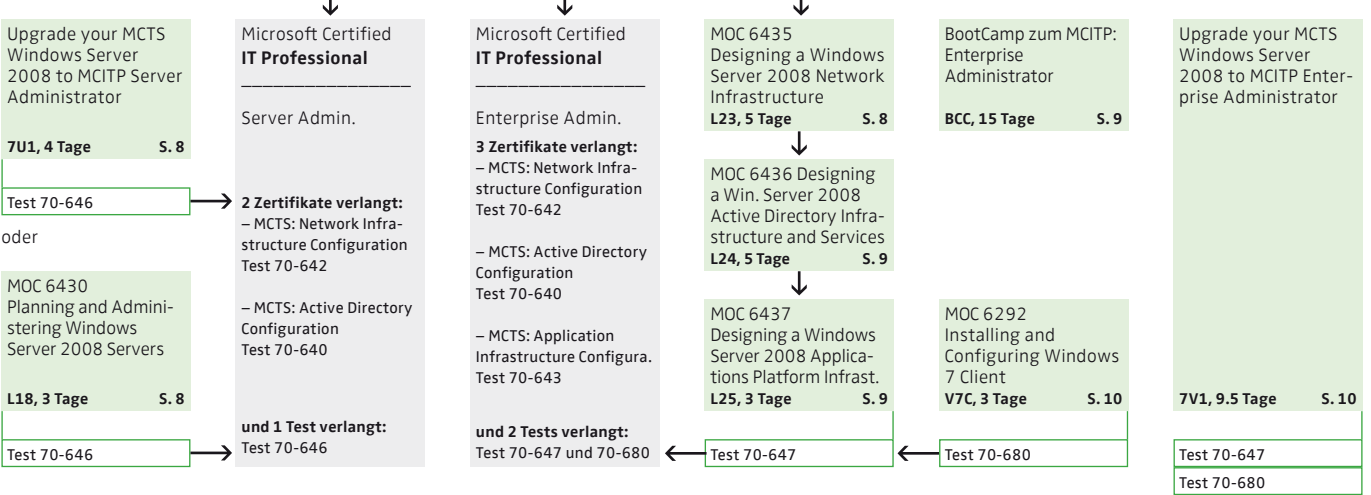 Upgrade your MCTS
Windows Server
2008 to MCITP Server
Administrator
7U1, 4 Tage S. 8
Test 70-646
oder
MOC 6430
Planning and Admini-
stering Windows
Server 2008 Servers
L18, 3 Tage S. 8
Test 70-646
Microsoft Certified
IT Professional
Server Admin.
2 Zertifikate verlangt:
– MCTS: Network Infra-
structure Configuration
Test 70-642
– MCTS: Active Directory
Configuration
Test 70-640
und 1 Test verlangt:
Test 70-646
Microsoft Certified
IT Professional
Enterprise Admin.
3 Zertifikate verlangt:
– MCTS: Network Infra-
structure Configuration
Test 70-642
– MCTS: Active Directory
Configuration
Test 70-640
– MCTS: Application
Infrastructure Configura.
Test 70-643
und 2 Tests verlangt:
Test 70-647 und 70-680
MOC 6435
Designing a Windows
Server 2008 Network
Infrastructure
L23, 5 Tage S. 8
MOC 6436 Designing
a Win. Server 2008
Active Directory Infra-
structure and Services
L24, 5 Tage S. 9
MOC 6437
Designing a Windows
Server 2008 Applica-
tions Platform Infrast.
L25, 3 Tage S. 9
Test 70-647
BootCamp zum MCITP:
Enterprise
Administrator
BCC, 15 Tage S. 9
MOC 6292
Installing and
Configuring Windows
7 Client
V7C, 3 Tage S. 10
Test 70-680
Upgrade your MCTS
Windows Server
2008 to MCITP Enter-
prise Administrator
7V1, 9.5 Tage S. 10
Test 70-647
Test 70-680